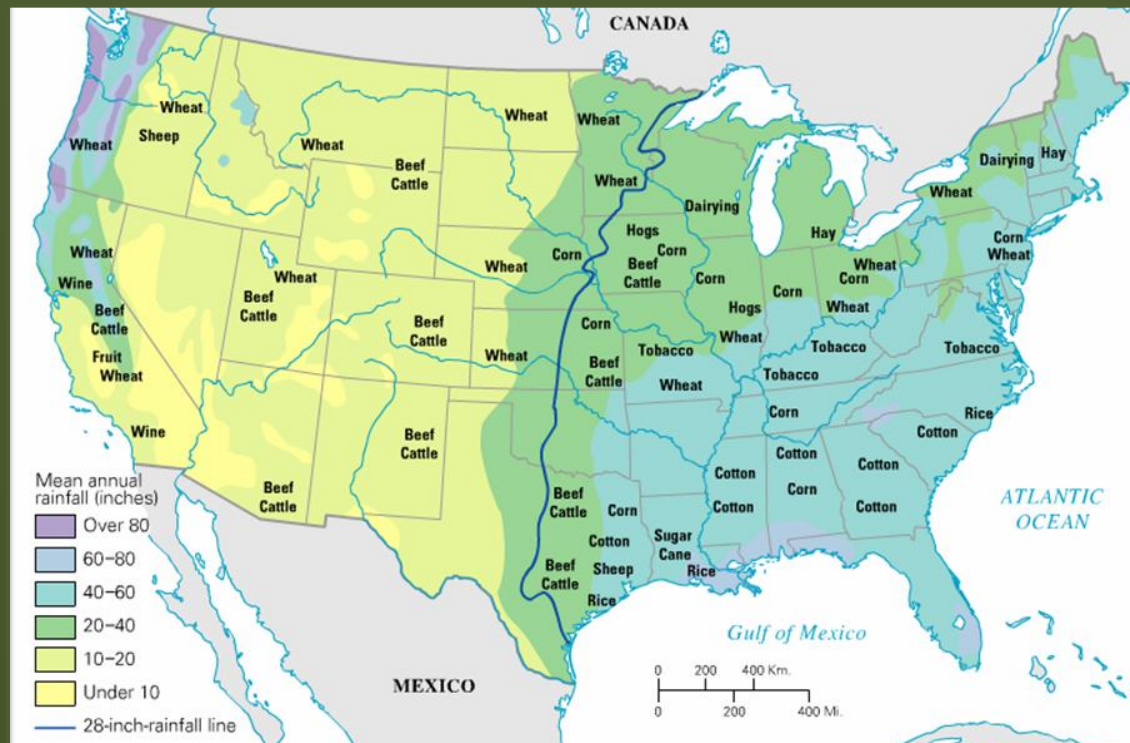 CANADA
Wheat
Sheep
Wheat
Wheat
Beef
Cattle
Wheat
Wheat
Wheat
Dairying
Hay
Dairying
Hay
Wheat
Corn
Wheat
Wheat
Wine
Beef
Cattle
Fruit
Wheat
Wine
Wheat
Beef
Cattle
Beef
Cattle
Wheat
Wheat
Corn
Hogs
Corn
Beef
Cattle
Corn
Hogs
Wheat
Corn
Wheat
Corn
Wheat
Corn
Beef
Cattle
Tobacco
Wheat
Tobacco
Tobacco
Tobacco
Corn
Rice
Cotton
Cotton
Cotton
Cotton
Corn
Cotton
Cotton
Beef
Cattle
Beef
Cattle
Beef
Cattle
Corn
Cotton
Sheep
Beef
Cattle
Rice
Sugar
Cane
Rice
ATLANTIC
OCEAN
Gulf of Mexico
MEXICO
Mean annual
rainfall (inches)
Over 80
60–80
40–60
20–40
10–20
Under 10
28-inch-rainfall line
0 200 400 Km.
0 200 400 Mi.